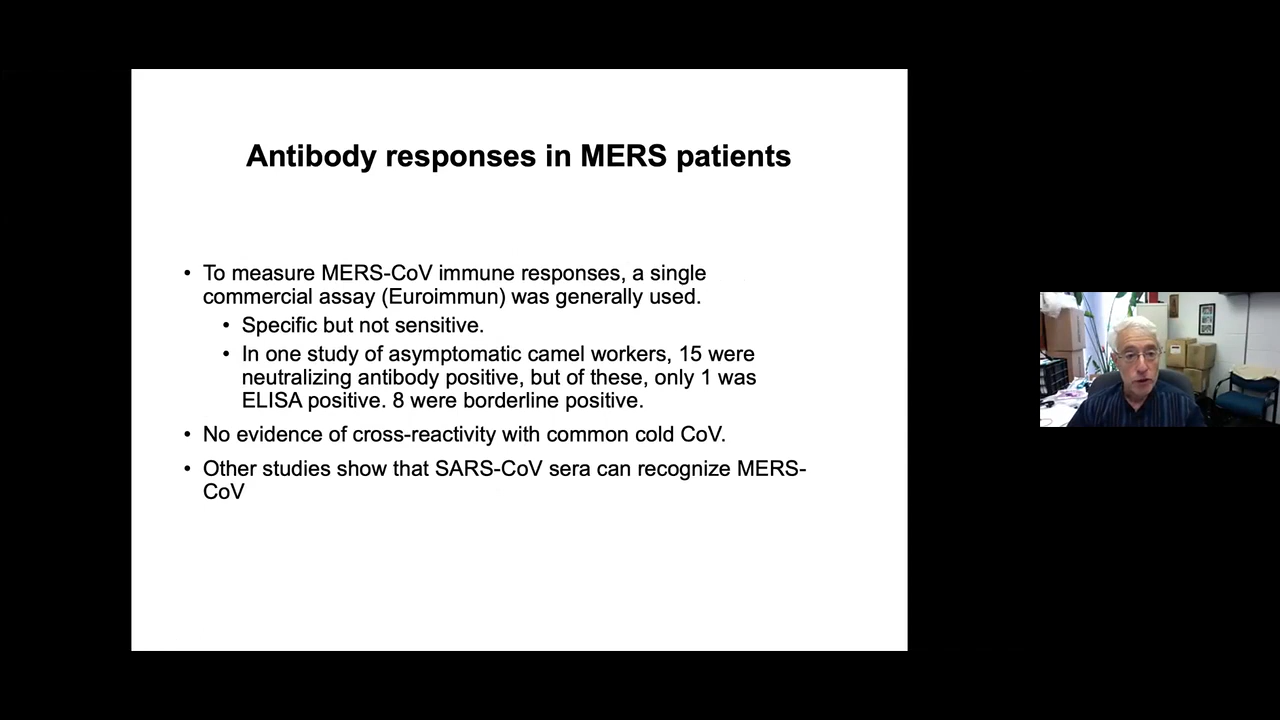 Antibody responses in MERS patients
• To measure MERS-CoV immune responses, a single
commercial assay (Euroimmun) was generally used.
• Specific but not sensitive.
• In one study of asymptomatic camel workers, 15 were
neutralizing antibody positive, but of these, only 1 was
ELISA positive. 8 were borderline positive.
• No evidence of cross-reactivity with common cold CoV.
• Other studies show that SARS-CoV sera can recognize MERS-
CoV